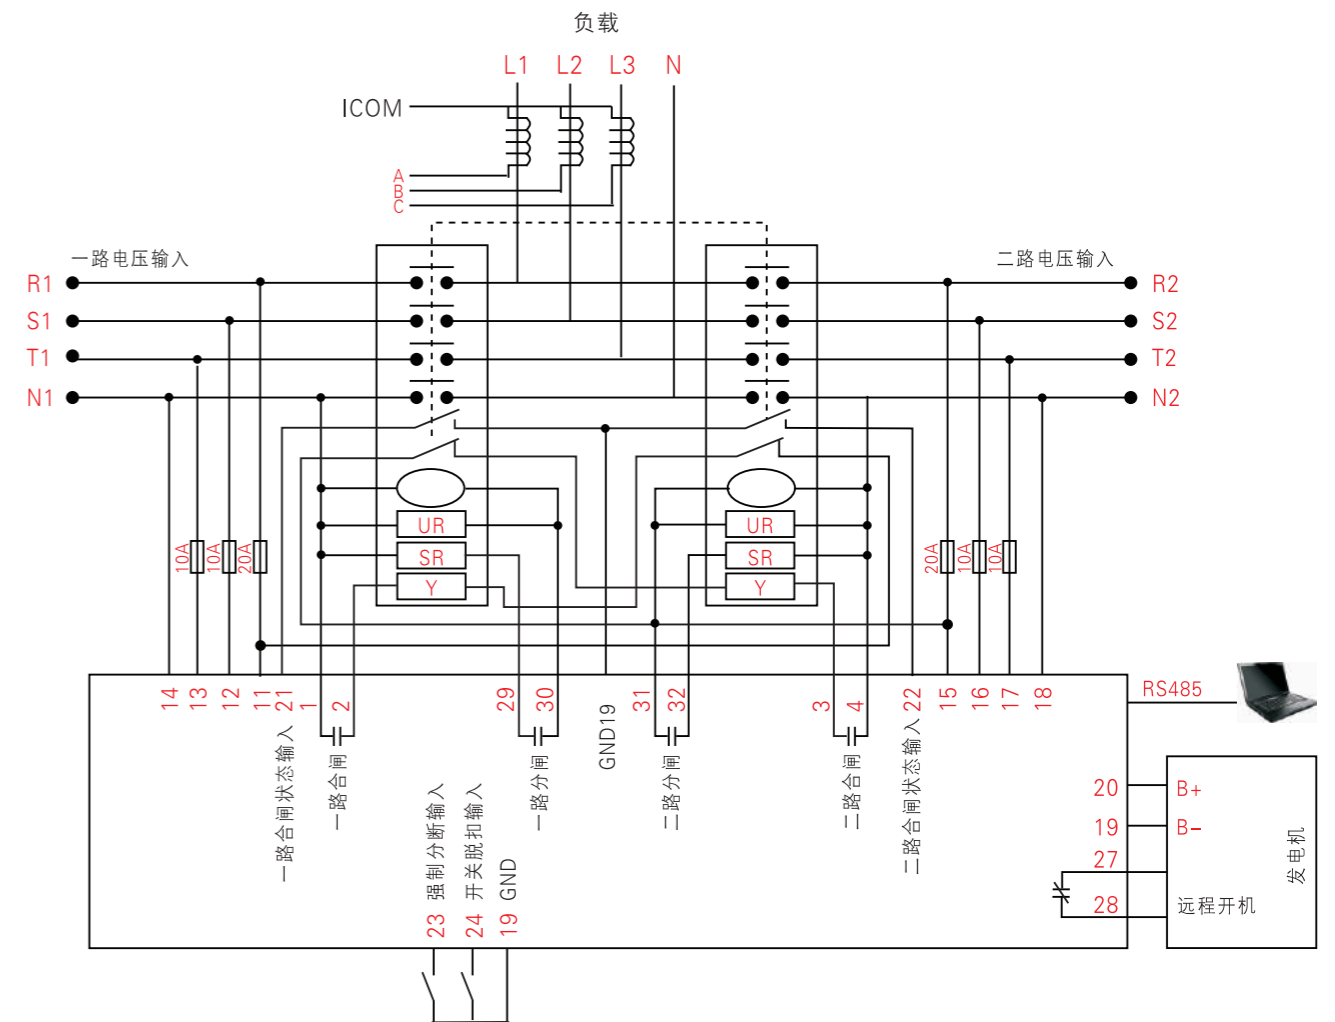 负载
L1 L2 L3 N
ICOM
A
B
C
一路电压输入
二路电压输入
R1
R2
S1
S2
T1
T2
N1
N2
UR
UR
SR
SR
Y
Y
10A
10A
20A
20A
10A
10A
14
13
12
11
21
1
2
29
30
GND19
31
32
3
4
22
15
16
17
18
RS485
一路合闸状态输入
一路合闸
一路分闸
二路分闸
二路合闸
二路合闸状态输入
23 强制分断输入
24 开关脱扣输入
19 GND
20
B+
19
B-
27
28
远程开机
发电机